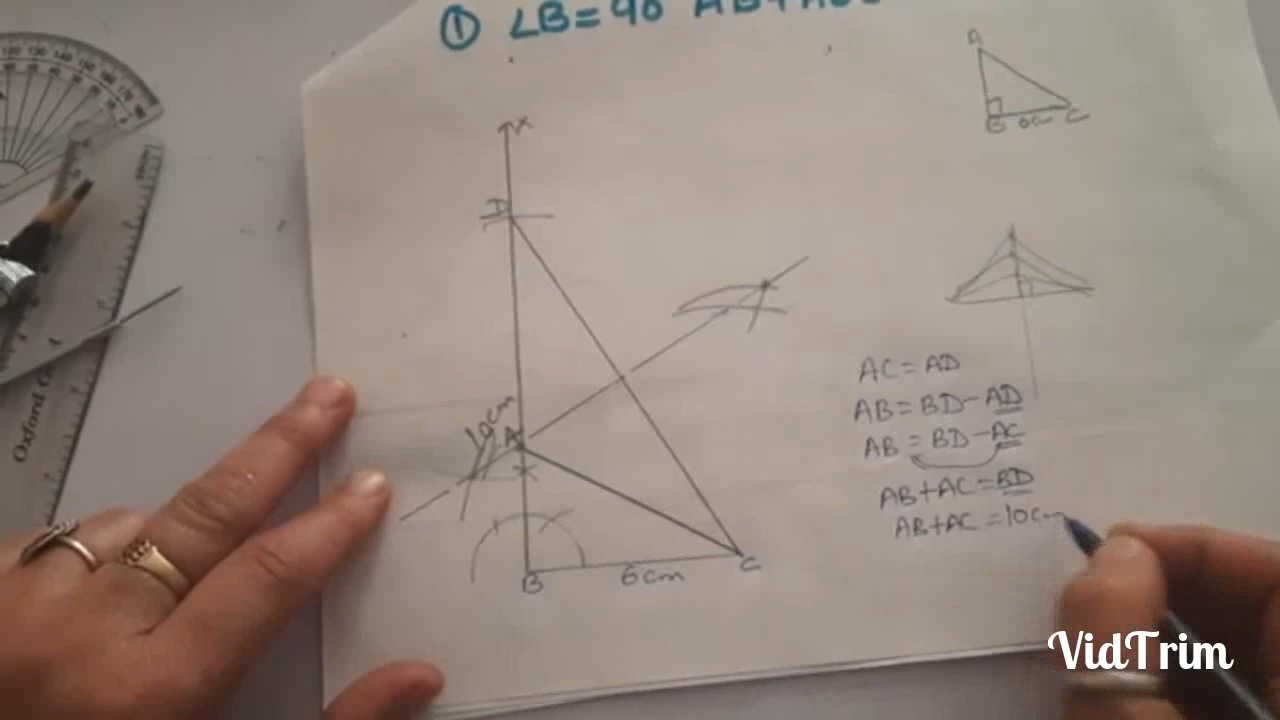 ① ∠B=90 AB+AC
X
D
10cm
A
B
6cm
C
A
B 6cm C
AC = AD
AB = BD - AD
AB = BD - AC
AB+AC = BD
AB+AC = 10cm
Oxford
VidTrim